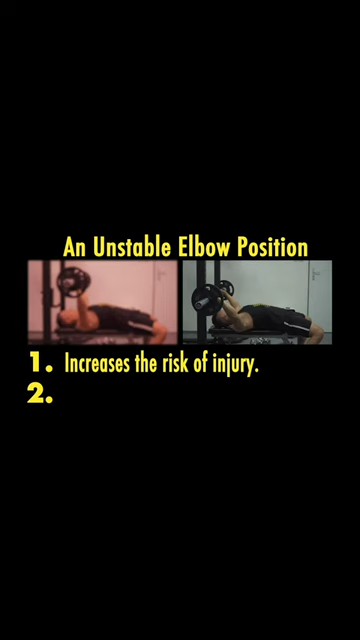 An Unstable Elbow Position
1. Increases the risk of injury.
2.